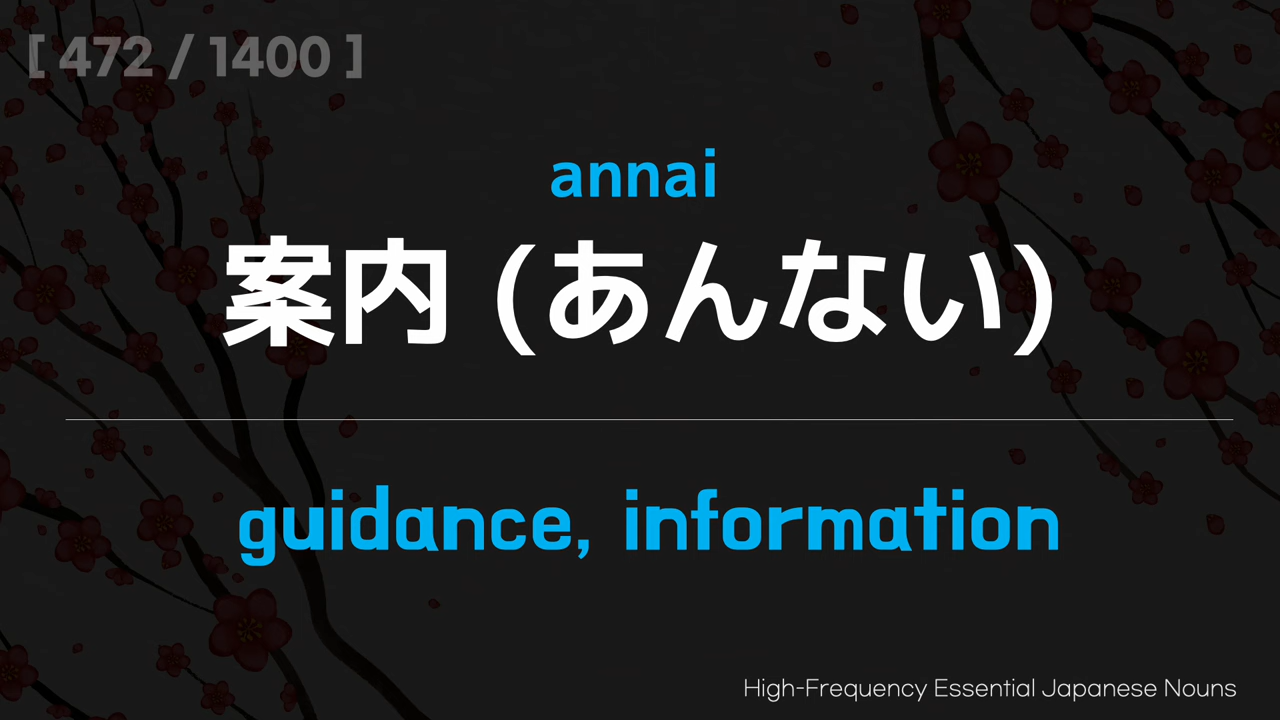 [ 472 / 1400 ]
annai
案内 (あんない)
guidance, information
High-Frequency Essential Japanese Nouns